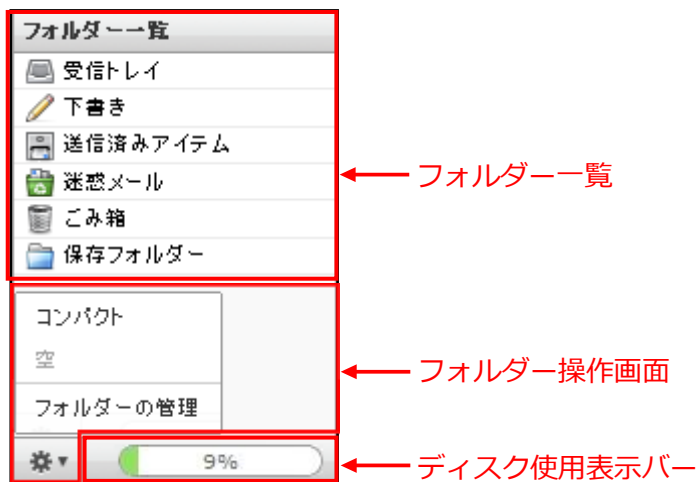 フォルダー一覧
受信トレイ
下書き
送信済みアイテム
迷惑メール
ごみ箱
保存フォルダー
フォルダー一覧
コンパクト
空
フォルダーの管理
フォルダー操作画面
9%
ディスク使用表示バー